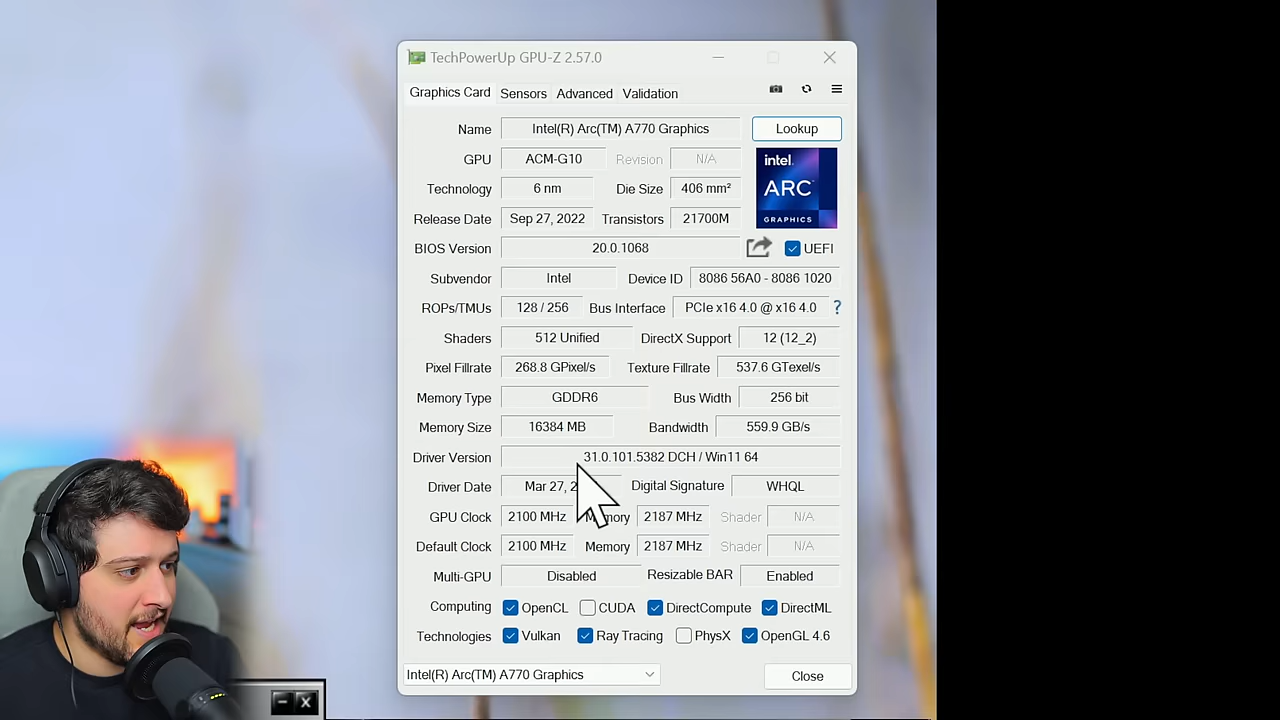 TechPowerUp GPU-Z 2.57.0
Graphics Card Sensors Advanced Validation
Name Intel(R) Arc(TM) A770 Graphics Lookup
GPU ACM-G10 Revision N/A
intel.
ARC
GRAPHICS
Technology 6 nm Die Size 406 mm²
Release Date Sep 27, 2022 Transistors 21700M
BIOS Version 20.0.1068 UEFI
Subvendor Intel Device ID 8086 56A0 - 8086 1020
ROPs/TMUs 128 / 256 Bus Interface PCIe x16 4.0 @ x16 4.0 ?
Shaders 512 Unified DirectX Support 12 (12_2)
Pixel Fillrate 268.8 GPixel/s Texture Fillrate 537.6 GTexel/s
Memory Type GDDR6 Bus Width 256 bit
Memory Size 16384 MB Bandwidth 559.9 GB/s
Driver Version 31.0.101.5382 DCH / Win11 64
Driver Date Mar 27, Digital Signature WHQL
GPU Clock 2100 MHz Memory 2187 MHz Shader N/A
Default Clock 2100 MHz Memory 2187 MHz Shader N/A
Multi-GPU Disabled Resizable BAR Enabled
Computing OpenCL CUDA DirectCompute DirectML
Technologies Vulkan Ray Tracing PhysX OpenGL 4.6
Intel(R) Arc(TM) A770 Graphics Close